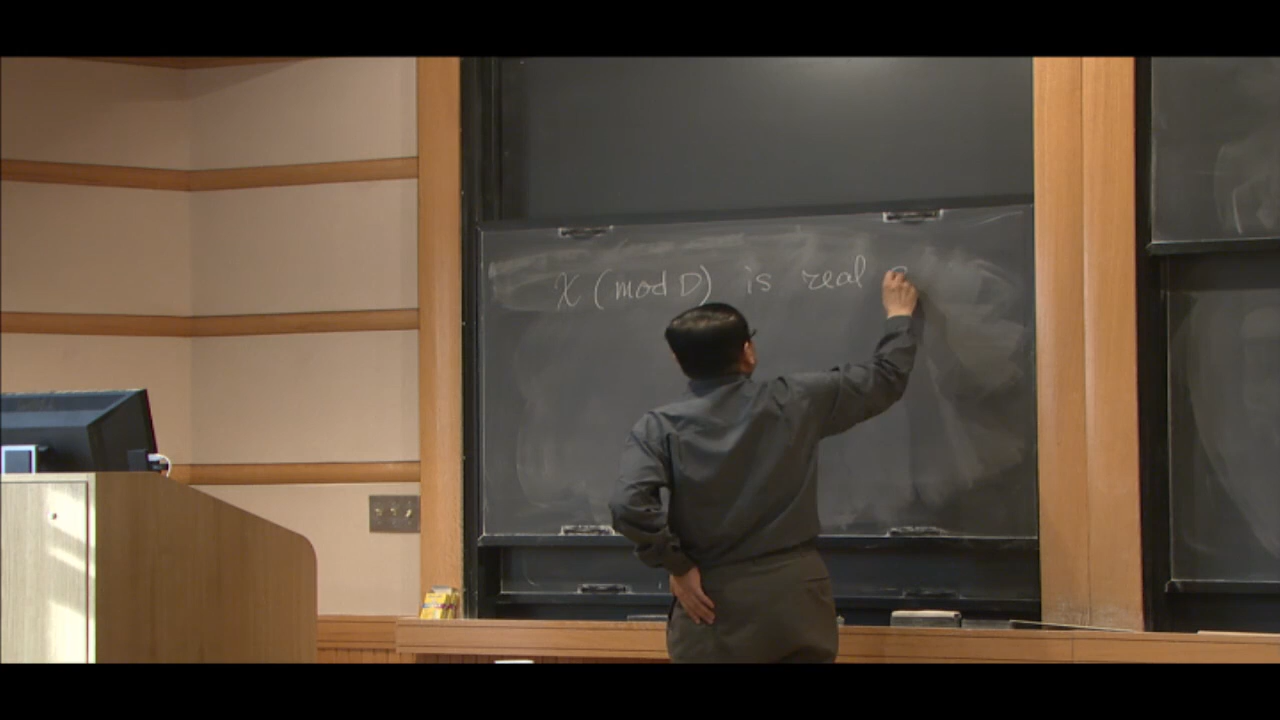 χ (mod D) is real